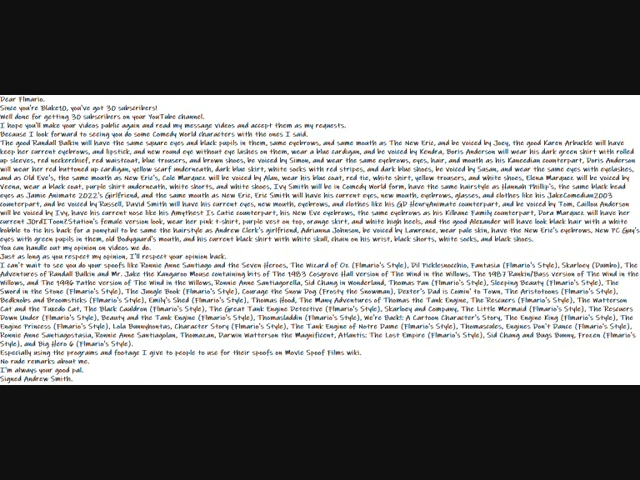 Dear Flmario.
Since you're Blake10, you've got 30 subscribers!
Well done for getting 30 subscribers on your YouTube channel.
I hope you'll make your videos public again and read my message videos and accept them as my requests.
Because I look forward to seeing you do some Comedy World characters with the ones I said.
"The good Randall Balkin will have the same square eyes and black pupils in them, same eyebrows, and same mouth as The New Eric, and be voiced by Joey, the good Karen Arbuckle will have
keep her current eyebrows, and lipstick, and new round eye without eye lashes on them, wear a blue cardigan, and be voiced by Kendra, Boris Anderson will wear his dark green shirt with rolled
up sleeves, red neckerchief, red waistcoat, blue trousers, and brown shoes, be voiced by Simon, and wear the same eyebrows, eyes, hair, and mouth as his Kancedian counterpart, Doris Anderson
will wear her red buttoned up cardigan, yellow scarf underneath, dark blue skirt, white socks with red stripes, and dark blue shoes, be voiced by Susan, and wear the same eyes with eyelashes,
and as Old Eve's, the same mouth as New Eric's, Cole Marquez will be voiced by Alan, wear his blue coat, red tie, white shirt, yellow trousers, and white shoes, Elena Marquez will be voiced by
Veena, wear a black coat, purple shirt underneath, white shorts, and white shoes, Ivy Smith will be in Comedy World form, have the same hairstyle as Hannah Phillip's, the same black bead
eyes as Jamie Animate 2022's Girlfriend, and the same mouth as New Eric, Eric Smith will have his current eyes, new mouth, eyebrows, glasses, and clothes like his JakeComedian2003
counterpart, and be voiced by Russell, David Smith will have his current eyes, new mouth, eyebrows, and clothes like his GD HenryAnimate counterpart, and be voiced by Tom, Caillou Anderson
will be voiced by Ivy, have his current nose like his Amythest Is Catie counterpart, his New Eve eyebrows, the same eyebrows as his Killvane Family counterpart, Dora Marquez will have her
current J0rd1Toon2Station's female version look, wear her pink t-shirt, purple vest on top, orange skirt, and white high heels, and the good Alexander will have look black hair with a white
bobble to tie his back for a ponytail to be same the hairstyle as Andrew Clerk's girlfriend, Adrianna Johnson, be voiced by Lawrence, wear pale skin, have the New Eric's eyebrows, New PC Guy's
eyes with green pupils in them, old Bodyguard's mouth, and his current black shirt with white skull, chain on his wrist, black shorts, white socks, and black shoes.
You can handle out my opinion on videos we do.
Just as long as you respect my opinion, I'll respect your opinion back.
I can't wait to see you do your spoofs like Ronnie Anne Santiago and the Seven Heroes, The Wizard of Oz. (Flmario's Style), Dil Picklesnocchio, Fantasia (Flmario's Style), Skarloey (Dumbo), The
Adventures of Randall Balkin and Mr. Jake the Kangaroo Mouse containing bits of The 1983 Cosgrove Hall version of The Wind in the Willows, The 1987 Rankin/Bass version of The Wind in the
Willows, and The 1996 Pathe version of The Wind in the Willows, Ronnie Anne Santiagorella, Sid Chang in Wonderland, Thomas Pan (Flmario's Style), Sleeping Beauty (Flmario's Style), The
Sword in the Stone (Flmario's Style), The Jungle Book (Flmario's Style), Courage the Snow Dog (Frosty the Snowman), Dexter's Dad is Comin' to Town, The Aristotoons (Flmario's Style),
Bedknobs and Broomsticks (Flmario's Style), Emily's Shed (Flmario's Style), Thomas Hood, The Many Adventures of Thomas the Tank Engine, The Rescuers (Flmario's Style), The Watterson
Cat and the Tuxedo Cat, The Black Cauldron (Flmario's Style), The Great Tank Engine Detective (Flmario's Style), Skarloey and Company, The Little Mermaid (Flmario's Style), The Rescuers
Down Under (Flmario's Style), Beauty and the Tank Engine (Flmario's Style), Thomasladdin (Flmario's Style), We're Back!: A Cartoon Character's Story, The Engine King (Flmario's Style), The
Engine Princess (Flmario's Style), Lola Bunnyhontas, Character Story (Flmario's Style), The Tank Engine of Notre Dame (Flmario's Style), Thomascules, Engines Don't Dance (Flmario's Style),
Ronnie Anne Santiagostasia, Ronnie Anne Santiagolan, Thomazan, Darwin Watterson the Magnificent, Atlantis: The Lost Empire (Flmario's Style), Sid Chang and Bugs Bunny, Frozen (Flmario's
Style), and Big Hero 6 (Flmario's Style).
Especially using the programs and footage I give to people to use for their spoofs on Movie Spoof Films wiki.
No rude remarks about me.
I'm always your good pal.
Signed Andrew Smith.